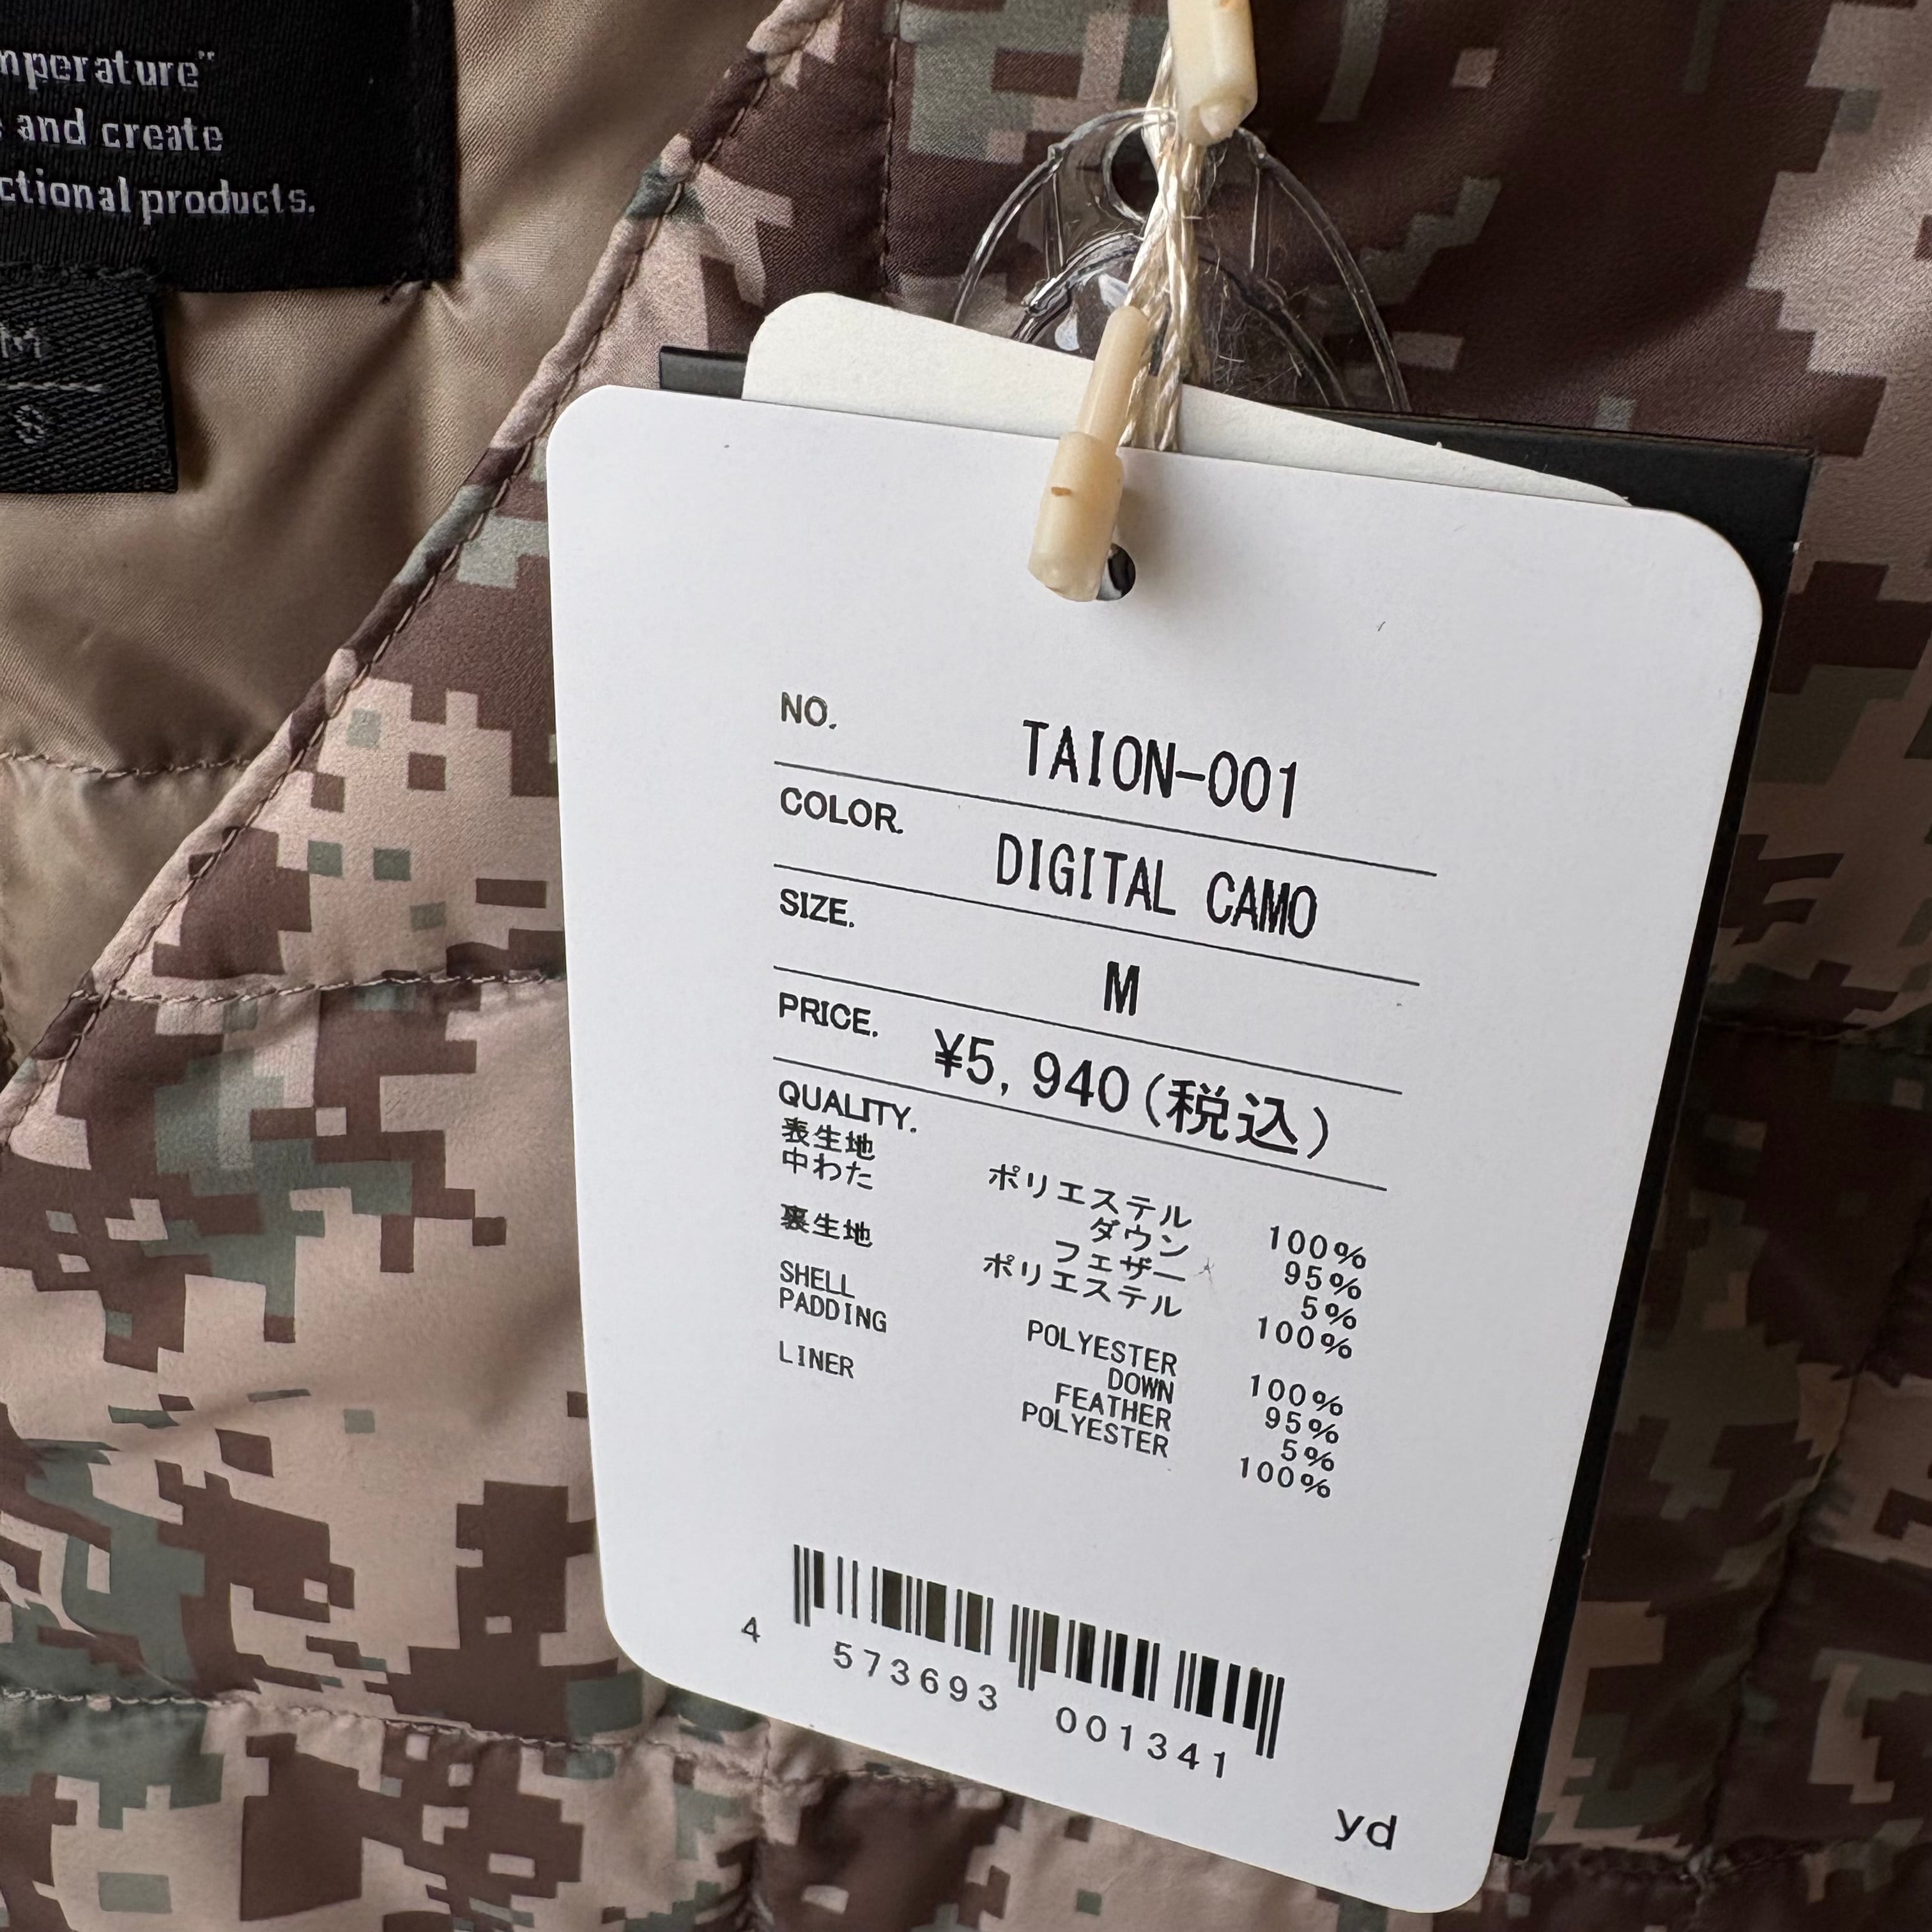 and create
products.
M
S
NO. TAION-001
COLOR. DIGITAL CAMO
SIZE. M
PRICE. ¥5,940(税込)
QUALITY.
表生地 ポリエステル 100%
中わた ダウン 95%
フェザー 5%
裏生地 ポリエステル 100%
SHELL POLYESTER 100%
PADDING DOWN 95%
FEATHER 5%
LINER POLYESTER 100%
4 573693 001341
yd